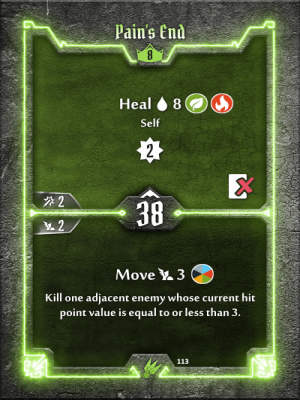 Pain's End
8
Heal 8
Self
2
2
38
2
Move 3
Kill one adjacent enemy whose current hit
point value is equal to or less than 3.
113